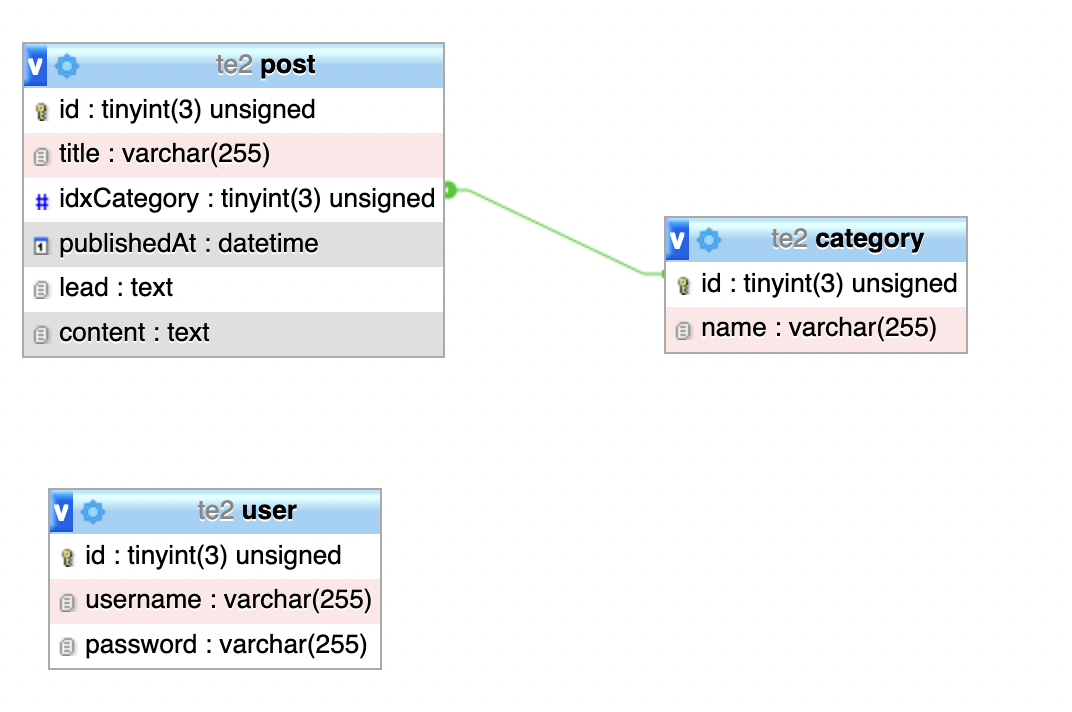 v te2 post
id : tinyint(3) unsigned
title : varchar(255)
# idxCategory : tinyint(3) unsigned
1 publishedAt : datetime
lead : text
content : text
v te2 category
id : tinyint(3) unsigned
name : varchar(255)
v te2 user
id : tinyint(3) unsigned
username : varchar(255)
password : varchar(255)